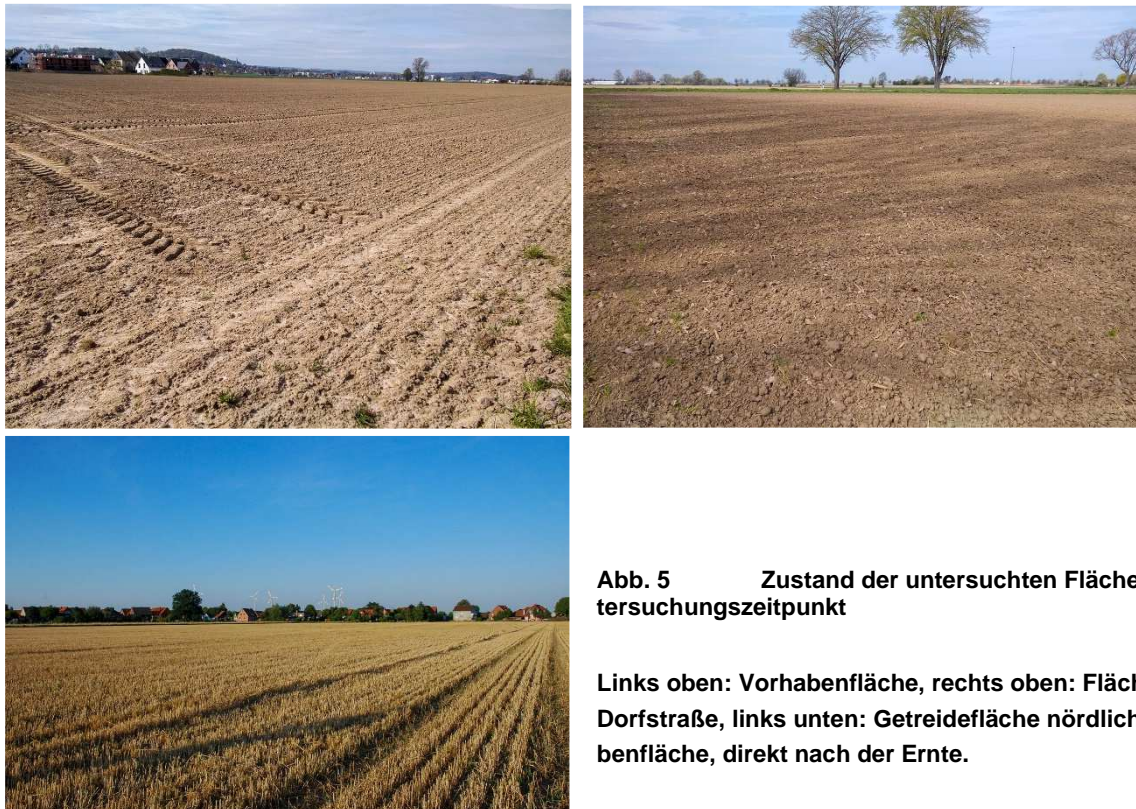 Abb. 5 Zustand der untersuchten Fläche
tersuchungszeitpunkt
Links oben: Vorhabenfläche, rechts oben: Fläch
Dorfstraße, links unten: Getreidefläche nördlich
benfläche, direkt nach der Ernte.